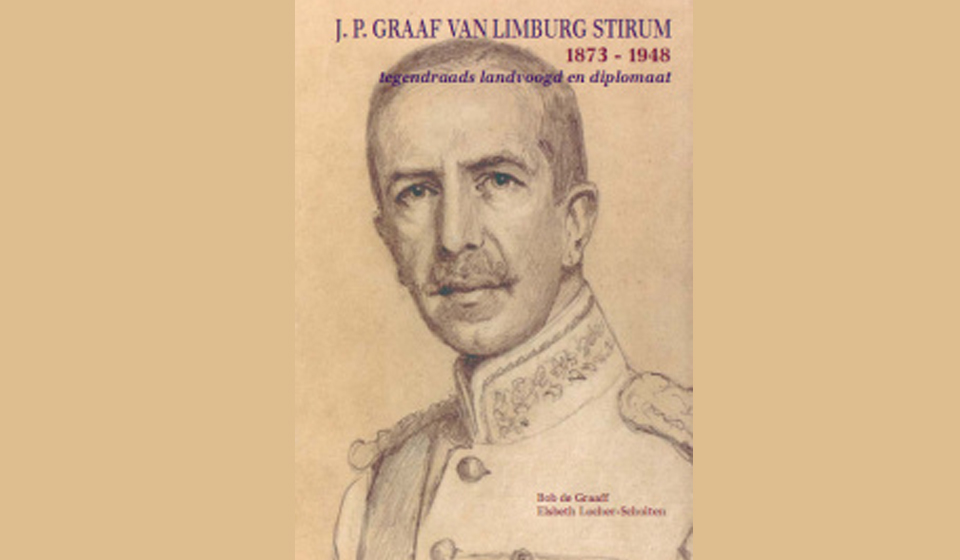 J. P. GRAAF VAN LIMBURG STIRUM
1873 - 1948
tegendraads landvoogd en diplomaat
Bob de Graaff
Elsbeth Locher-Scholten